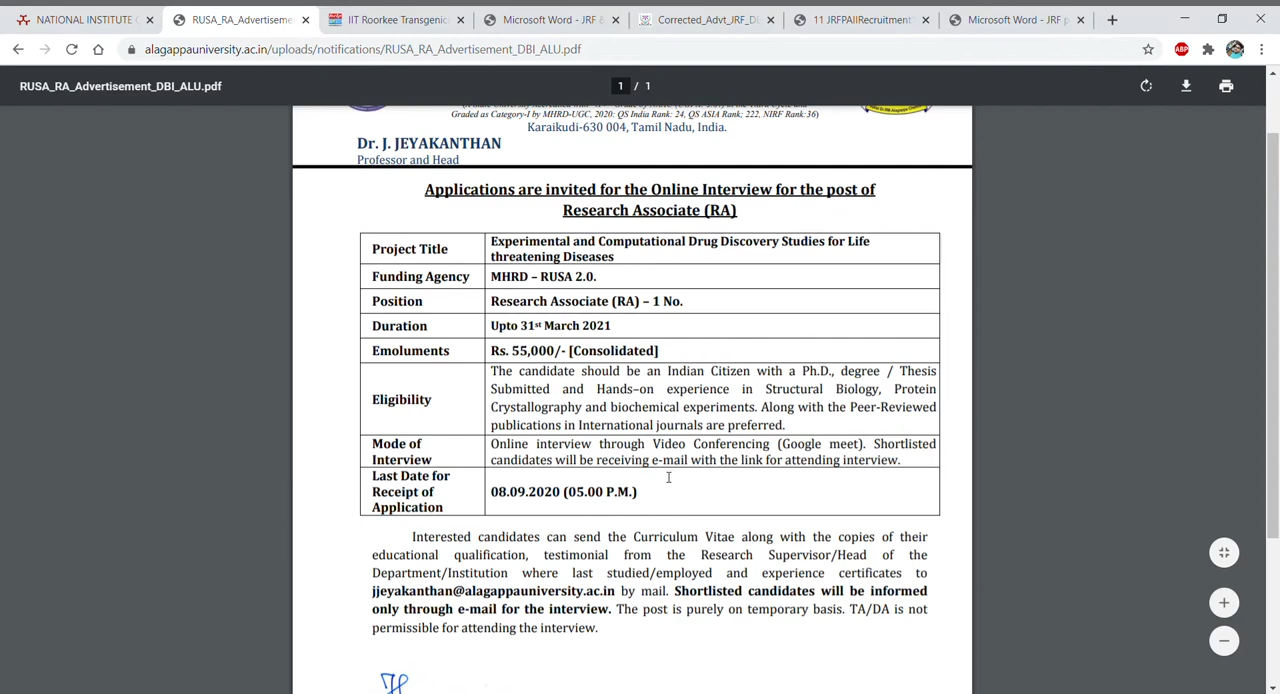 NATIONAL INSTITUTE
RUSA_RA_Advertiseme
IIT Roorkee Transgenic
Microsoft Word - JRF &
Corrected_Advt_JRF_D
11 JRFPAIIRecruitment
Microsoft Word - JRF p
alagappauniversity.ac.in/uploads/notifications/RUSA_RA_Advertisement_DBI_ALU.pdf
ABP
RUSA_RA_Advertisement_DBI_ALU.pdf
1 / 1
Graded as Category-I by MHRD-UGC, 2020: QS India Rank: 24, QS ASIA Rank; 222, NIRF Rank:36)
Karaikudi-630 004, Tamil Nadu, India.
Dr. J. JEYAKANTHAN
Professor and Head
Applications are invited for the Online Interview for the post of
Research Associate (RA)
Project Title
Experimental and Computational Drug Discovery Studies for Life
threatening Diseases
Funding Agency
MHRD – RUSA 2.0.
Position
Research Associate (RA) – 1 No.
Duration
Upto 31st March 2021
Emoluments
Rs. 55,000/- [Consolidated]
Eligibility
The candidate should be an Indian Citizen with a Ph.D., degree / Thesis
Submitted and Hands–on experience in Structural Biology, Protein
Crystallography and biochemical experiments. Along with the Peer-Reviewed
publications in International journals are preferred.
Mode of
Interview
Online interview through Video Conferencing (Google meet). Shortlisted
candidates will be receiving e-mail with the link for attending interview.
Last Date for
Receipt of
Application
08.09.2020 (05.00 P.M.)
Interested candidates can send the Curriculum Vitae along with the copies of their
educational qualification, testimonial from the Research Supervisor/Head of the
Department/Institution where last studied/employed and experience certificates to
jjeyakanthan@alagappauniversity.ac.in by mail. Shortlisted candidates will be informed
only through e-mail for the interview. The post is purely on temporary basis. TA/DA is not
permissible for attending the interview.